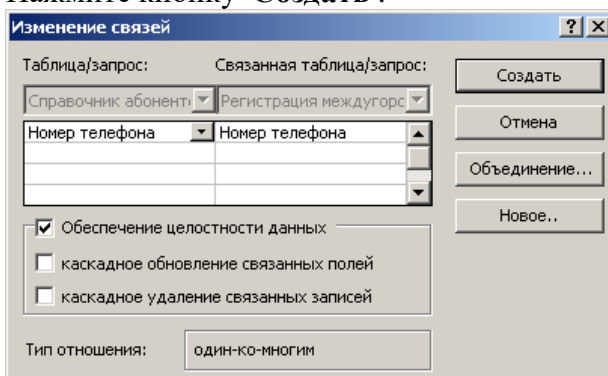 Нажмите кнопку 'Создать'.
Изменение связей
Таблица/запрос: Связанная таблица/запрос:
Создать
Справочник абоненто Регистрация междугорс
Номер телефона Номер телефона
Отмена
Объединение...
Новое..
Обеспечение целостности данных
каскадное обновление связанных полей
каскадное удаление связанных записей
Тип отношения: один-ко-многим